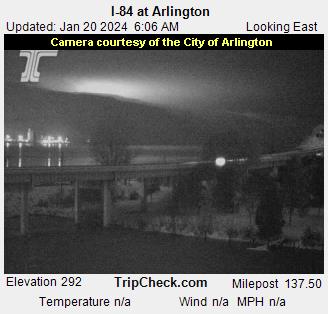 I-84 at Arlington
Updated: Jan 20 2024 6:06 AM Looking East
Camera courtesy of the City of Arlington
Elevation 292 TripCheck.com Milepost 137.50
Temperature n/a Wind n/a MPH n/a